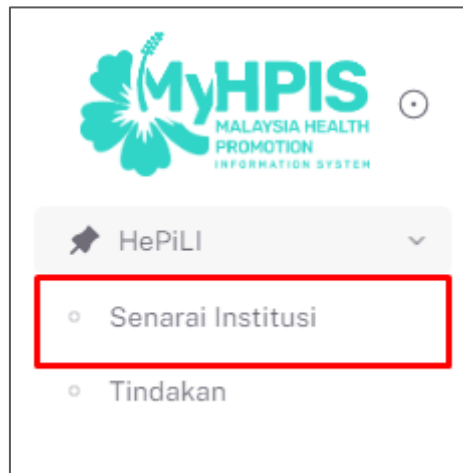 MyHPIS
MALAYSIA HEALTH
PROMOTION
INFORMATION SYSTEM
HePiLI
Senarai Institusi
Tindakan